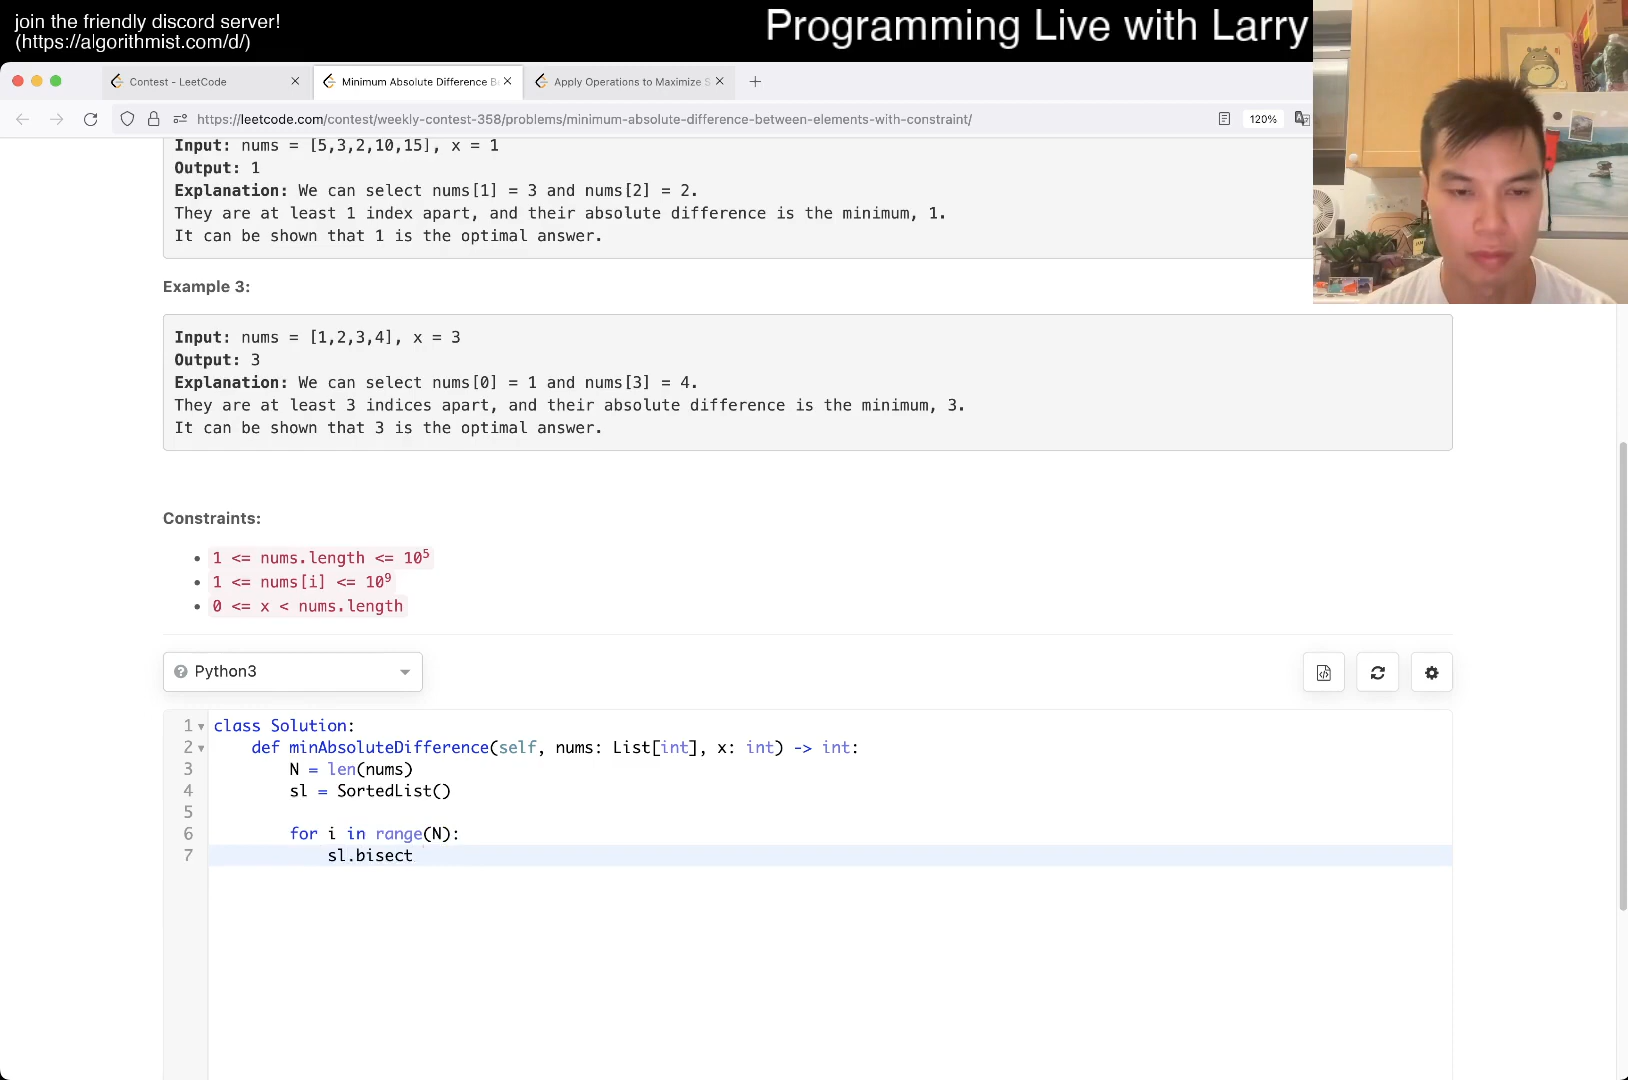 join the friendly discord server!
(https://algorithmist.com/d/)
Programming Live with Larry
Contest - LeetCode
Minimum Absolute Difference Be
Apply Operations to Maximize S
https://leetcode.com/contest/weekly-contest-358/problems/minimum-absolute-difference-between-elements-with-constraint/
120%
Input: nums = [5,3,2,10,15], x = 1
Output: 1
Explanation: We can select nums[1] = 3 and nums[2] = 2.
They are at least 1 index apart, and their absolute difference is the minimum, 1.
It can be shown that 1 is the optimal answer.
Example 3:
Input: nums = [1,2,3,4], x = 3
Output: 3
Explanation: We can select nums[0] = 1 and nums[3] = 4.
They are at least 3 indices apart, and their absolute difference is the minimum, 3.
It can be shown that 3 is the optimal answer.
Constraints:
• 1 <= nums.length <= 10⁵
• 1 <= nums[i] <= 10⁹
• 0 <= x < nums.length
Python3
1 class Solution:
2 def minAbsoluteDifference(self, nums: List[int], x: int) -> int:
3 N = len(nums)
4 sl = SortedList()
5
6 for i in range(N):
7 sl.bisect